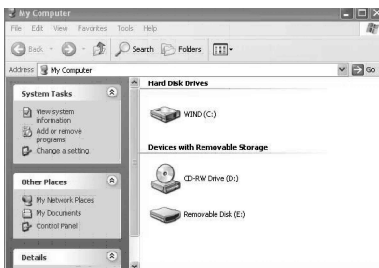 My Computer
File Edit View Favorites Tools Help
Back Search Folders
Address My Computer Go
System Tasks
View system
information
Add or remove
programs
Change a setting
Other Places
My Network Places
My Documents
Control Panel
Details
Hard Disk Drives
WIND (C:)
Devices with Removable Storage
CD-RW Drive (D:)
Removable Disk (E:)